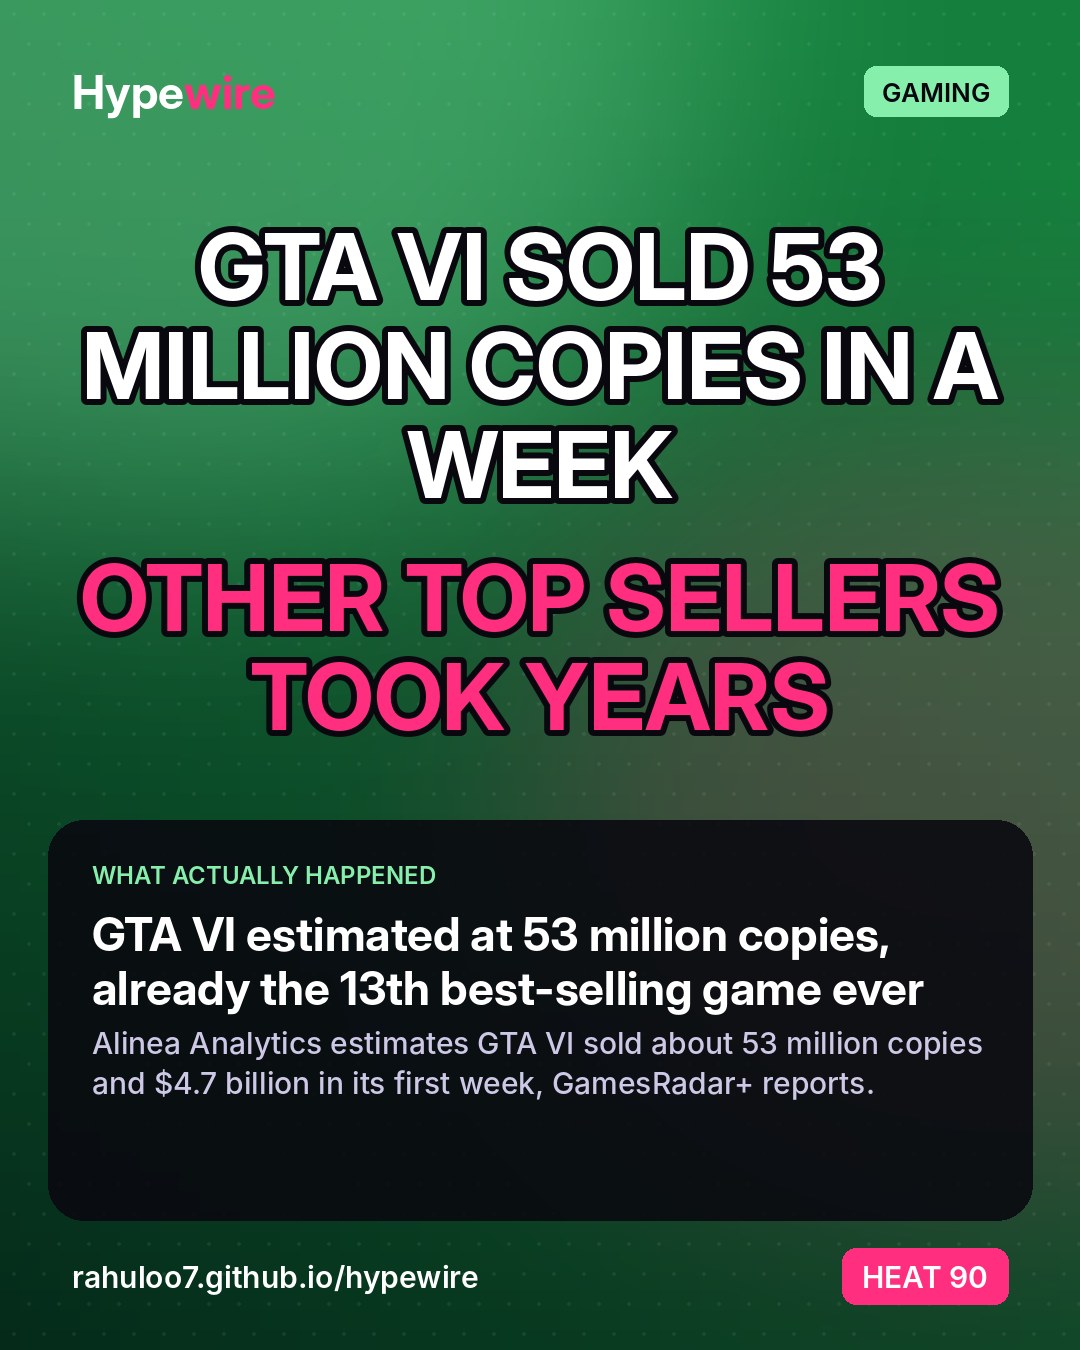 Hypewire
GAMING
GTA VI SOLD 53
MILLION COPIES IN A
WEEK
OTHER TOP SELLERS
TOOK YEARS
WHAT ACTUALLY HAPPENED
GTA VI estimated at 53 million copies,
already the 13th best-selling game ever
Alinea Analytics estimates GTA VI sold about 53 million copies
and $4.7 billion in its first week, GamesRadar+ reports.
rahuloo7.github.io/hypewire
HEAT 90